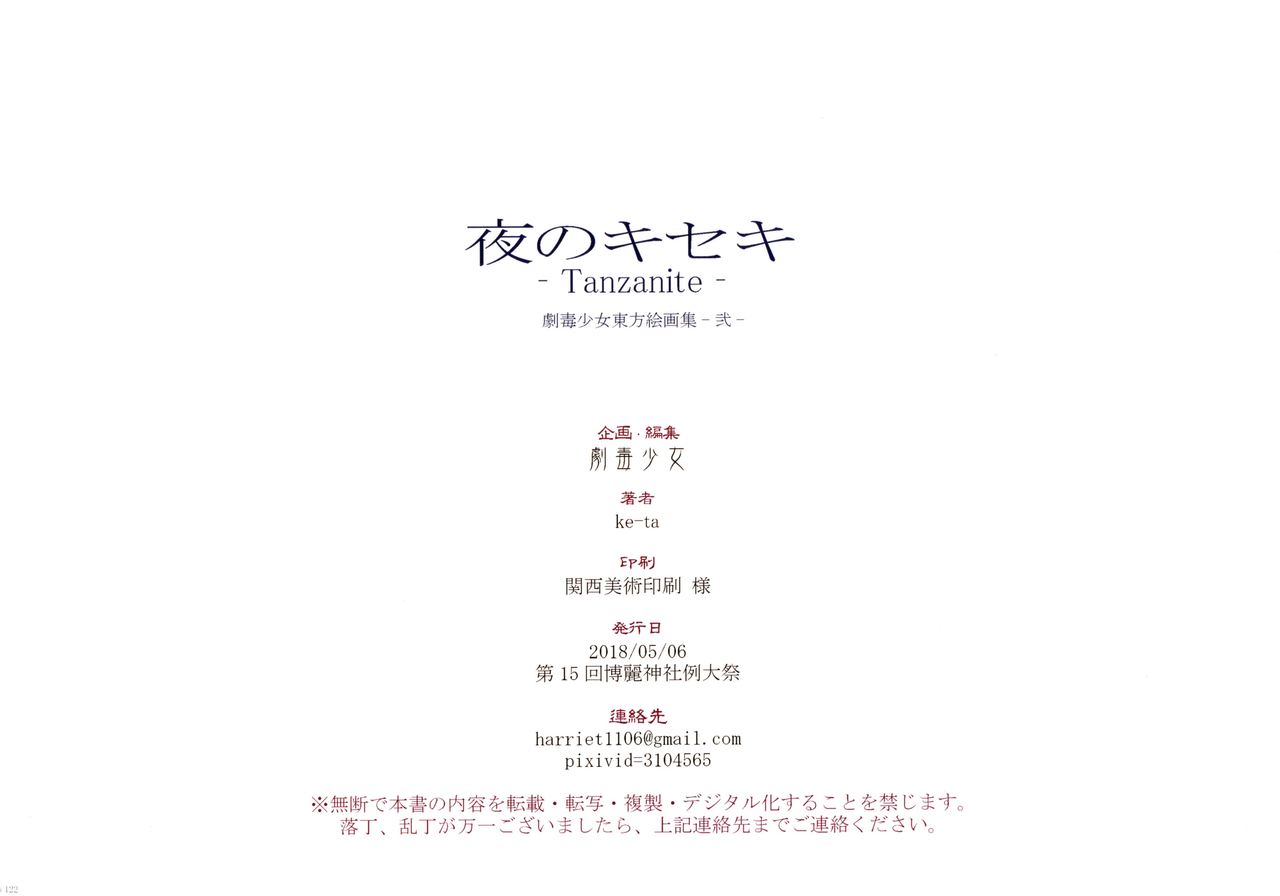 夜のキセキ
- Tanzanite -
劇毒少女東方絵画集 - 弐 -
企画・編集
劇毒少女
著者
ke-ta
印刷
関西美術印刷 様
発行日
2018/05/06
第15回博麗神社例大祭
連絡先
harriet1106@gmail.com
pixivid=3104565
※無断で本書の内容を転載・転写・複製・デジタル化することを禁じます。
落丁、乱丁が万一ございましたら、上記連絡先までご連絡ください。
122